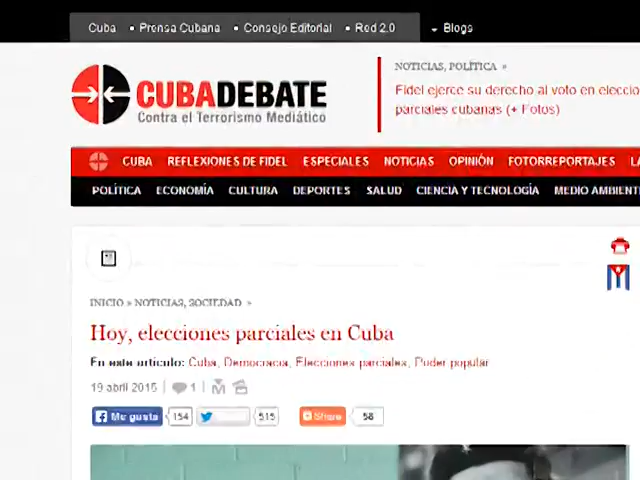 Cuba • Prensa Cubana • Consejo Editorial • Red 2.0 Blogs
CUBADEBATE
Contra el Terrorismo Mediático
NOTICIAS, POLÍTICA »
Fidel ejerce su derecho al voto en eleccio
parciales cubanas (+ Fotos)
CUBA REFLEXIONES DE FIDEL ESPECIALES NOTICIAS OPINIÓN FOTORREPORTAJES LA
POLÍTICA ECONOMÍA CULTURA DEPORTES SALUD CIENCIA Y TECNOLOGÍA MEDIO AMBIENT
INICIO » NOTICIAS, SOCIEDAD »
Hoy, elecciones parciales en Cuba
En este artículo: Cuba, Democracia, Elecciones parciales, Poder popular
19 abril 2015 | 1 |
Me gusta 154 515 Share 58